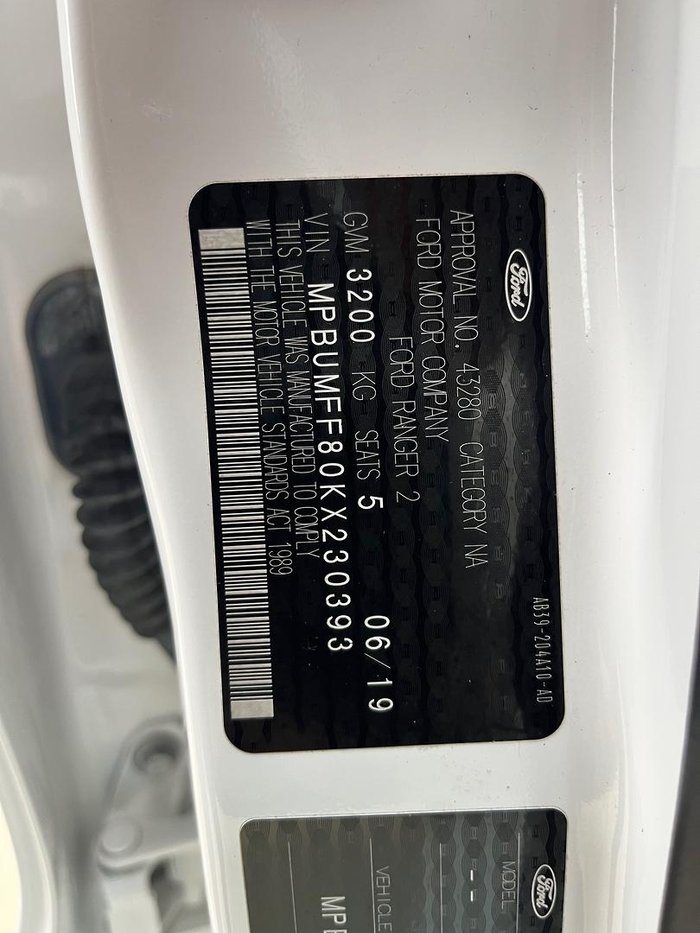 Ford
AB39-204A10-AD
APPROVAL NO. 43280 CATEGORY NA
FORD MOTOR COMPANY
FORD RANGER 2
GVM 3200 KG SEATS 5 06/19
VIN MPBUMFF80KX230393
THIS VEHICLE WAS MANUFACTURED TO COMPLY
WITH THE MOTOR VEHICLE STANDARDS ACT 1989
Ford
MODEL
--
VEHICLE